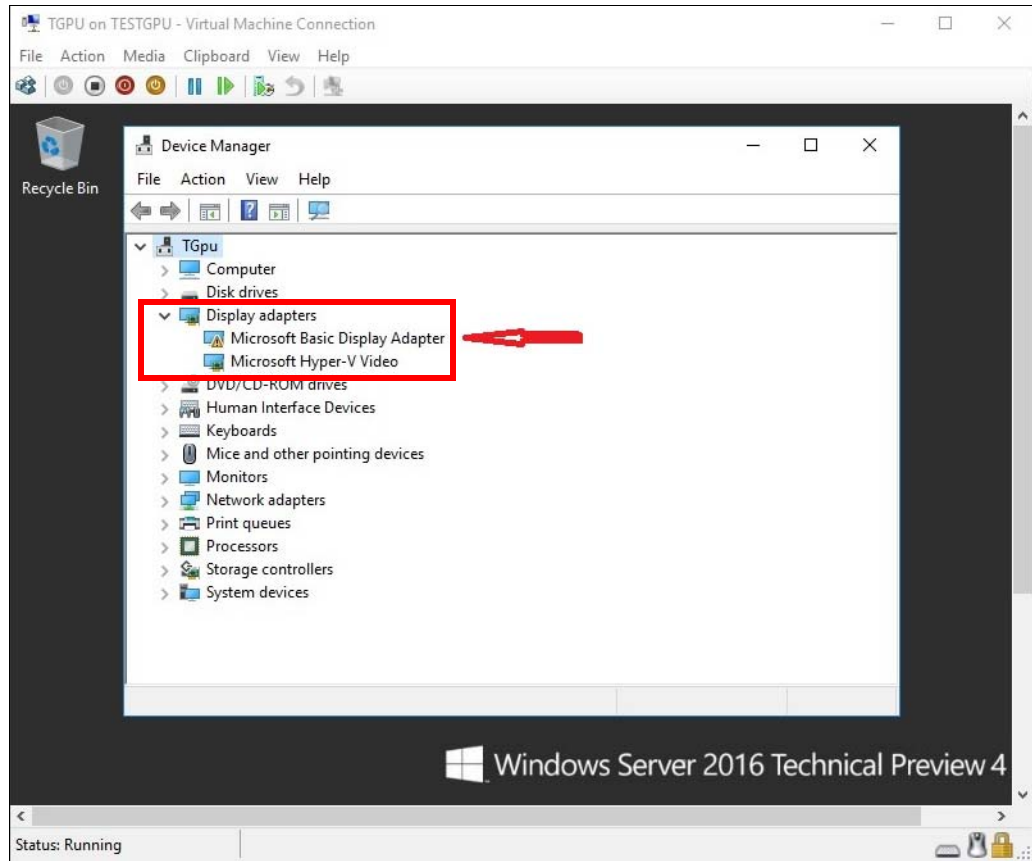 TGPU on TESTGPU - Virtual Machine Connection
File Action Media Clipboard View Help
Recycle Bin
Device Manager
File Action View Help
TGpu
Computer
Disk drives
Display adapters
Microsoft Basic Display Adapter
Microsoft Hyper-V Video
DVD/CD-ROM drives
Human Interface Devices
Keyboards
Mice and other pointing devices
Monitors
Network adapters
Print queues
Processors
Storage controllers
System devices
Windows Server 2016 Technical Preview 4
Status: Running